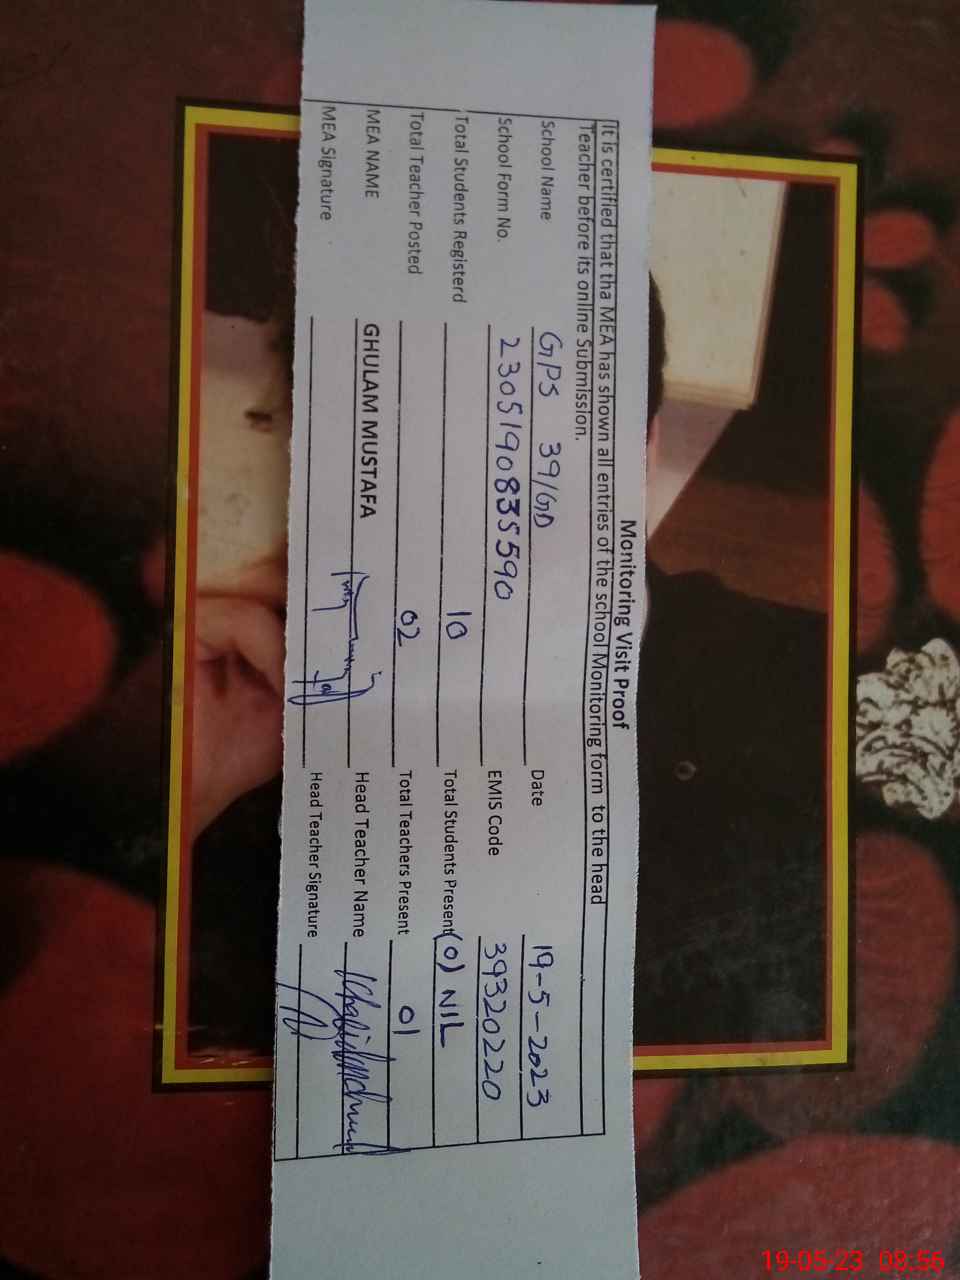 Monitoring Visit Proof
It is certified that tha MEA has shown all entries of the school Monitoring form to the head
Teacher before its online Submission.
School Name GPS 39/GD Date 19-5-2023
School Form No. 2305190835590 EMIS Code 39320220
Total Students Registerd 10 Total Students Present (0) NIL
Total Teacher Posted 02 Total Teachers Present 01
MEA NAME GHULAM MUSTAFA Head Teacher Name
MEA Signature Head Teacher Signature
19-05-23 08:56